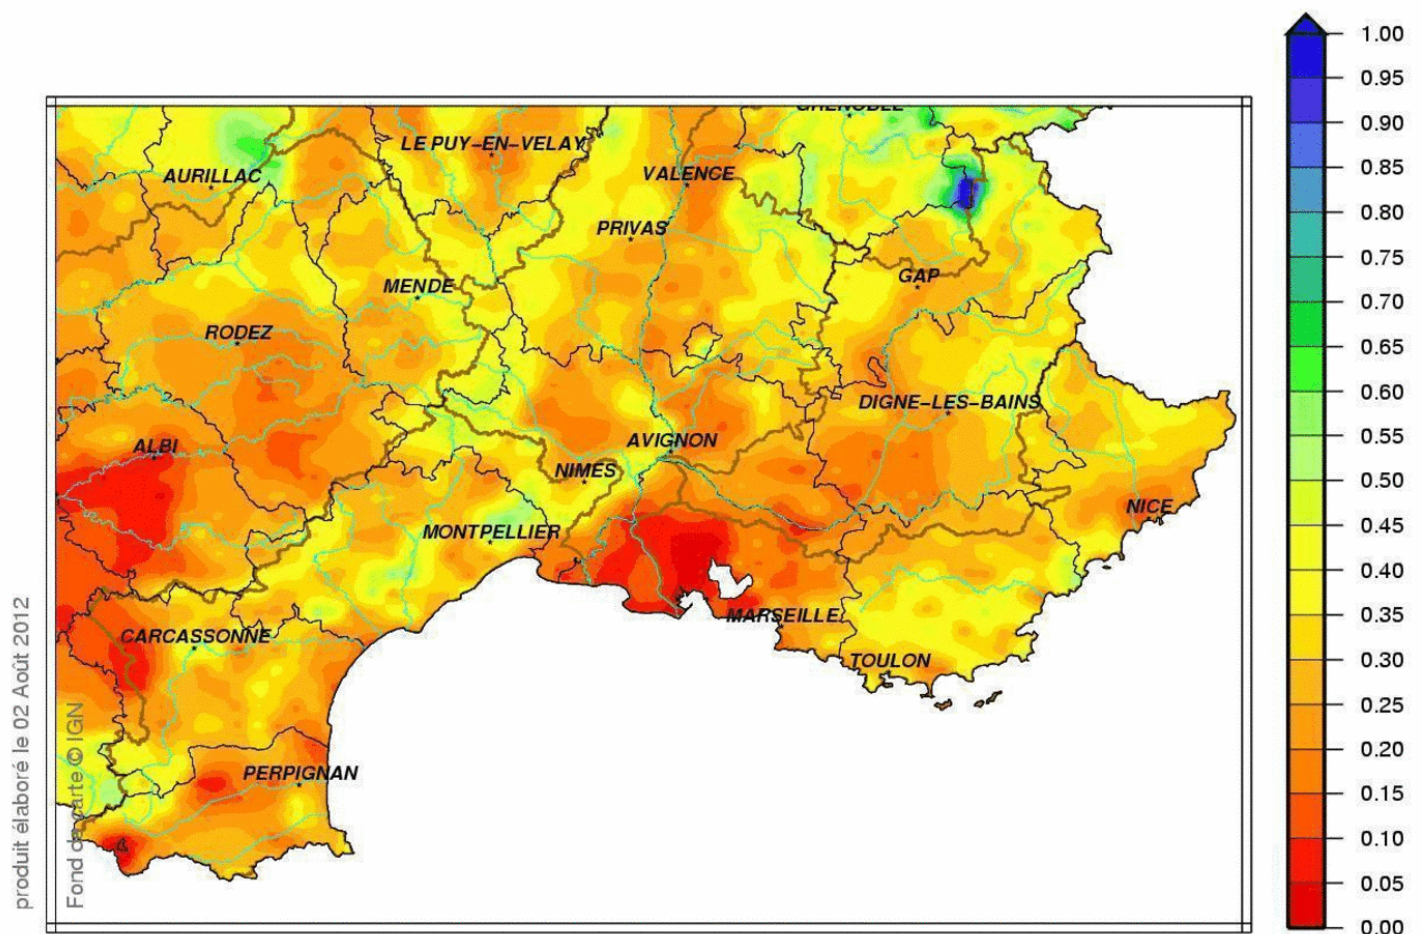 GRENOBLE
LE PUY-EN-VELAY
AURILLAC
VALENCE
PRIVAS
GAP
MENDE
RODEZ
DIGNE-LES-BAINS
AVIGNON
ALBI
NIMES
NICE
MONTPELLIER
MARSEILLE
CARCASSONNE
TOULON
PERPIGNAN
produit élaboré le 02 Août 2012
Fond de carte © IGN
1.00
0.95
0.90
0.85
0.80
0.75
0.70
0.65
0.60
0.55
0.50
0.45
0.40
0.35
0.30
0.25
0.20
0.15
0.10
0.05
0.00